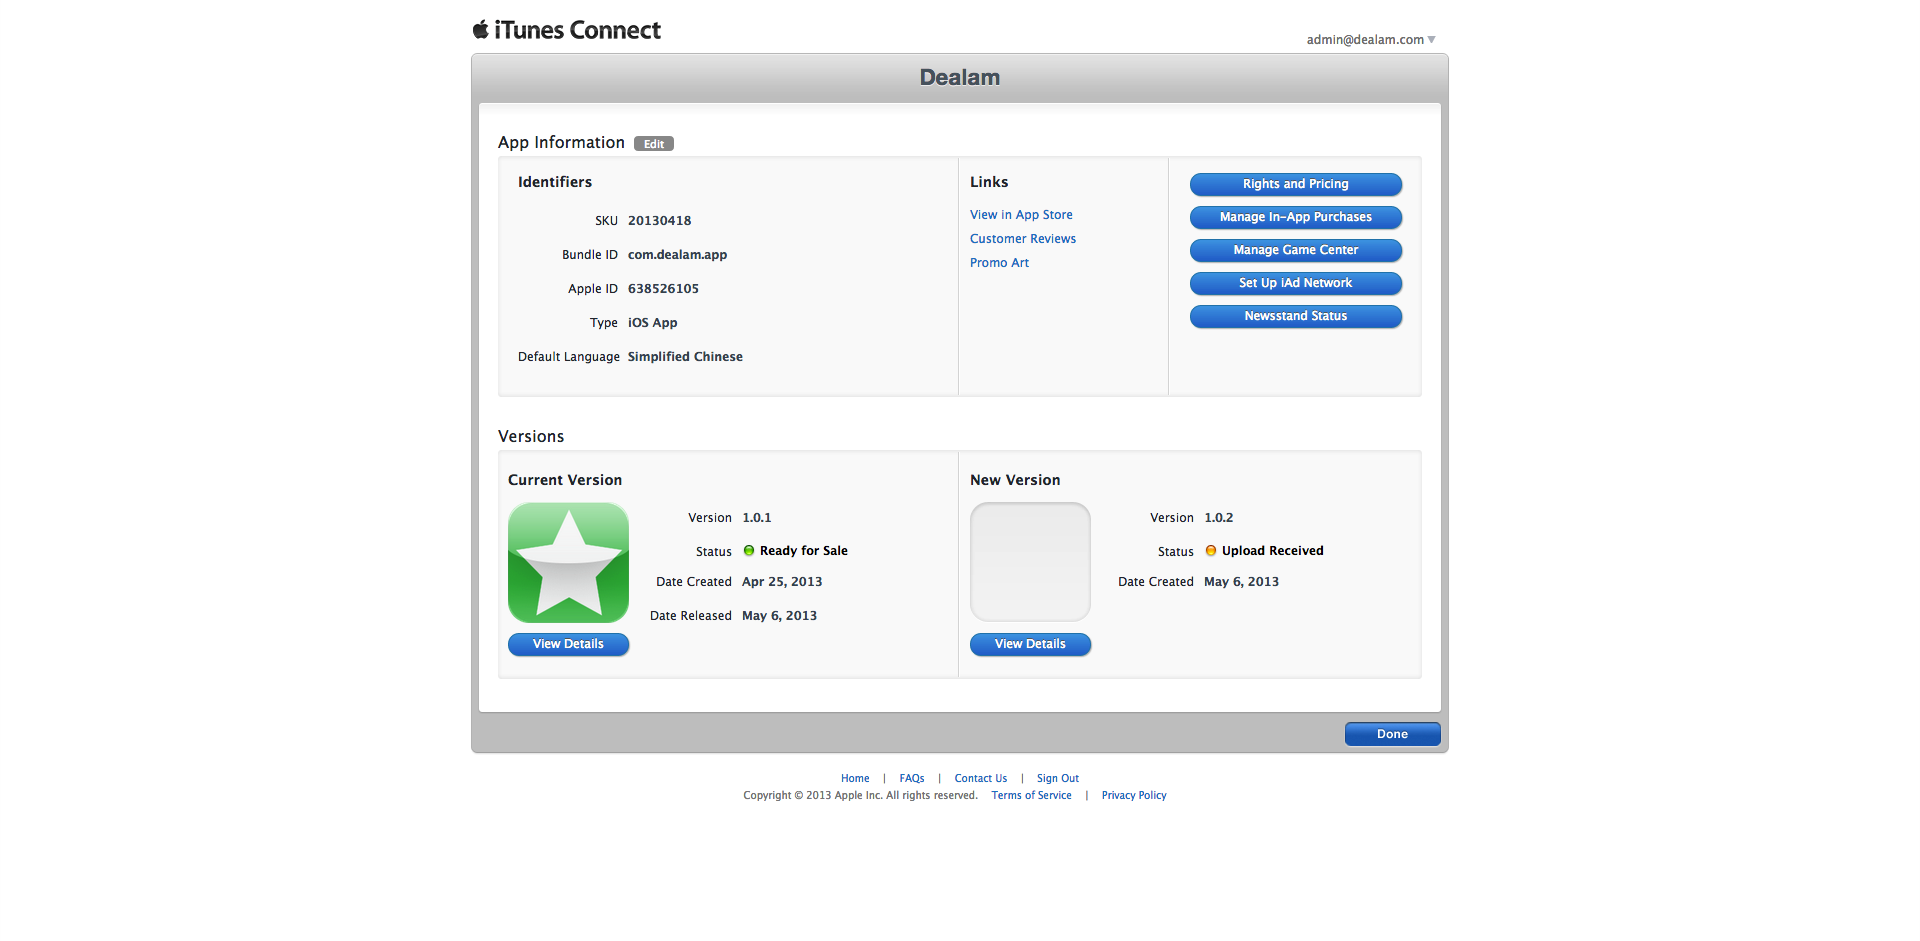 iTunes Connect
admin@dealam.com
Dealam
App Information Edit
Identifiers
SKU 20130418
Bundle ID com.dealam.app
Apple ID 638526105
Type iOS App
Default Language Simplified Chinese
Links
View in App Store
Customer Reviews
Promo Art
Rights and Pricing
Manage In-App Purchases
Manage Game Center
Set Up iAd Network
Newsstand Status
Versions
Current Version
Version 1.0.1
Status Ready for Sale
Date Created Apr 25, 2013
Date Released May 6, 2013
View Details
New Version
Version 1.0.2
Status Upload Received
Date Created May 6, 2013
View Details
Done
Home | FAQs | Contact Us | Sign Out
Copyright © 2013 Apple Inc. All rights reserved. Terms of Service | Privacy Policy